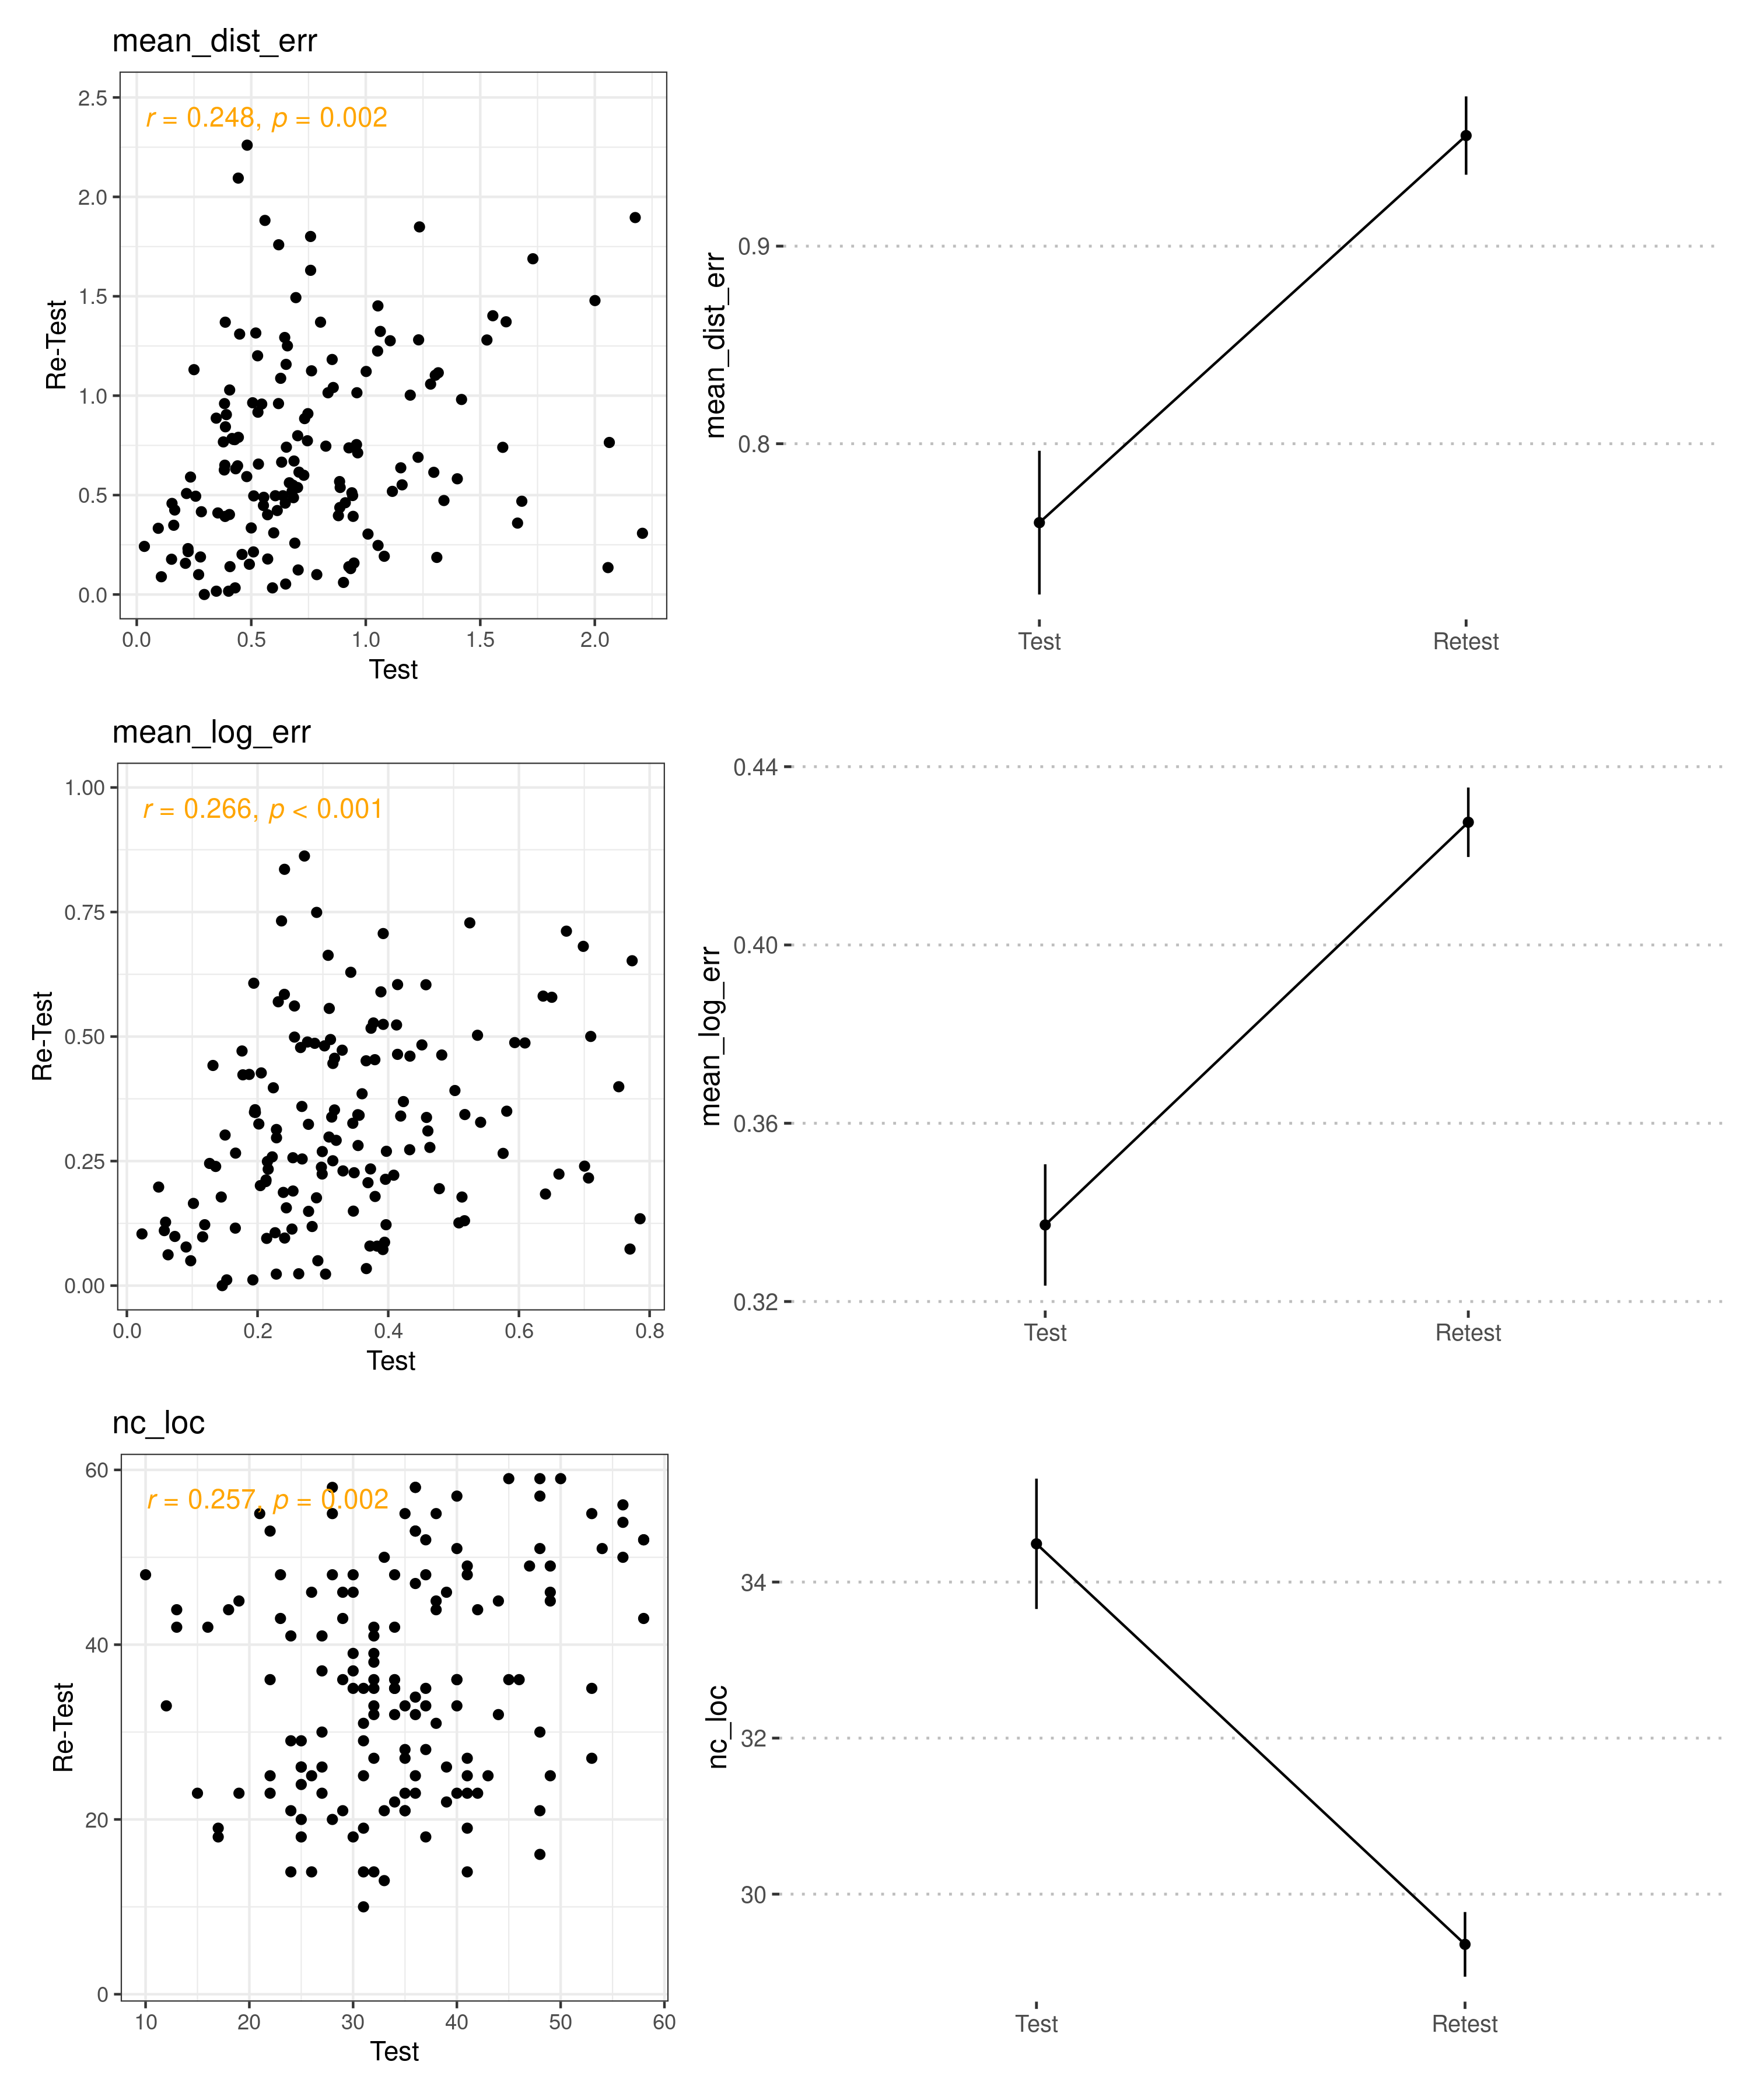 mean_dist_err
r = 0.248, p = 0.002
2.5
2.0
1.5
1.0
0.5
0.0
Re-Test
0.0 0.5 1.0 1.5 2.0
Test
mean_dist_err
0.9
0.8
Test Retest
mean_log_err
r = 0.266, p < 0.001
1.00
0.75
0.50
0.25
0.00
Re-Test
0.0 0.2 0.4 0.6 0.8
Test
mean_log_err
0.44
0.40
0.36
0.32
Test Retest
nc_loc
r = 0.257, p = 0.002
60
40
20
0
Re-Test
10 20 30 40 50 60
Test
nc_loc
34
32
30
Test Retest